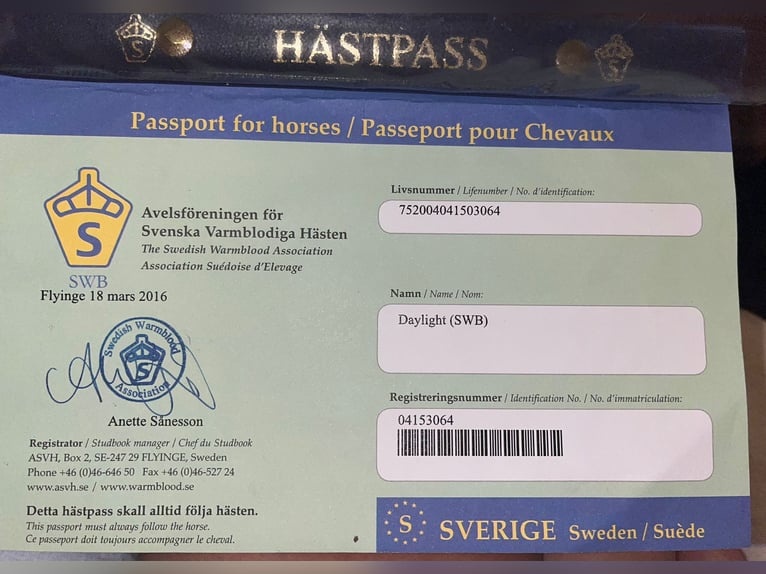 HÄSTPASS
Passport for horses / Passeport pour Chevaux
S
SWB
Avelsföreningen för
Svenska Varmblodiga Hästen
The Swedish Warmblood Association
Association Suédoise d'Elevage
Flyinge 18 mars 2016
Swedish Warmblood
S
Association
Anette Sånesson
Registrator / Studbook manager / Chef du Studbook
ASVH, Box 2, SE-247 29 FLYINGE, Sweden
Phone +46 (0)46-646 50 Fax +46 (0)46-527 24
www.asvh.se / www.warmblood.se
Detta hästpass skall alltid följa hästen.
This passport must always follow the horse.
Ce passeport doit toujours accompagner le cheval.
Livsnummer / Lifenumber / No. d'identification:
752004041503064
Namn / Name / Nom:
Daylight (SWB)
Registreringsnummer / Identification No. / No. d'immatriculation:
04153064
S SVERIGE Sweden / Suède